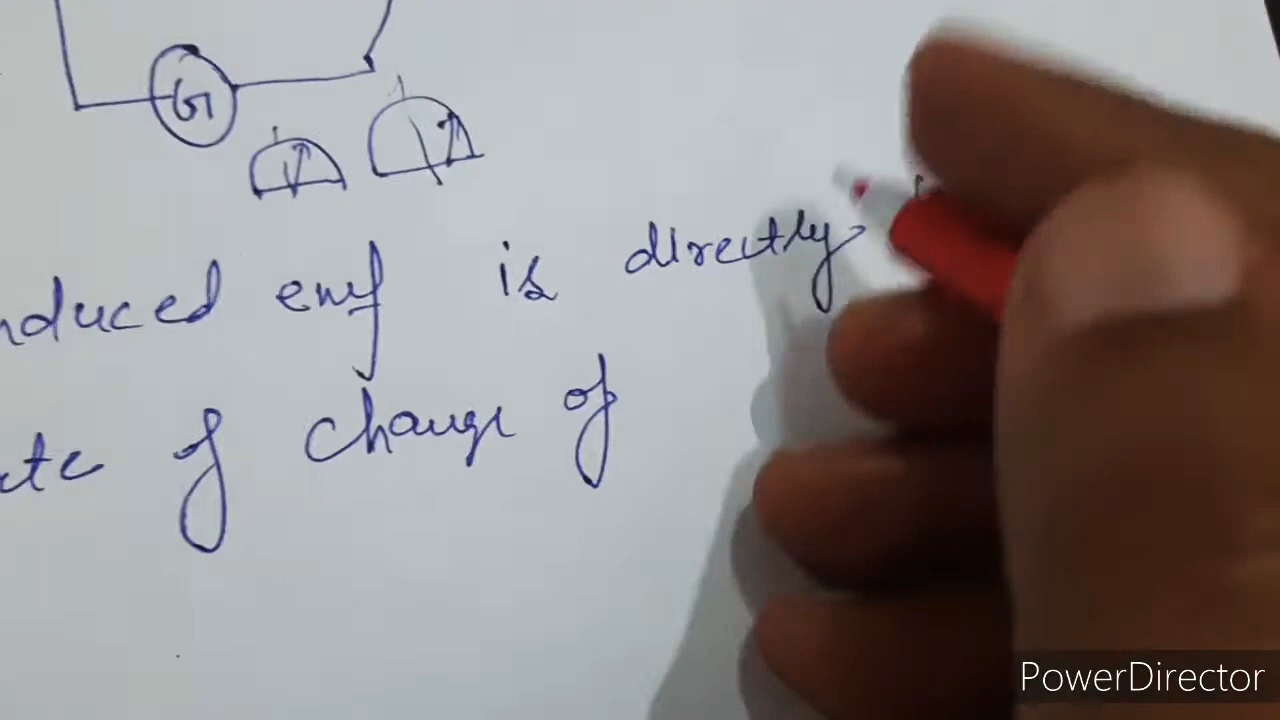 G
nduced emf is directly
ate of change of
PowerDirector